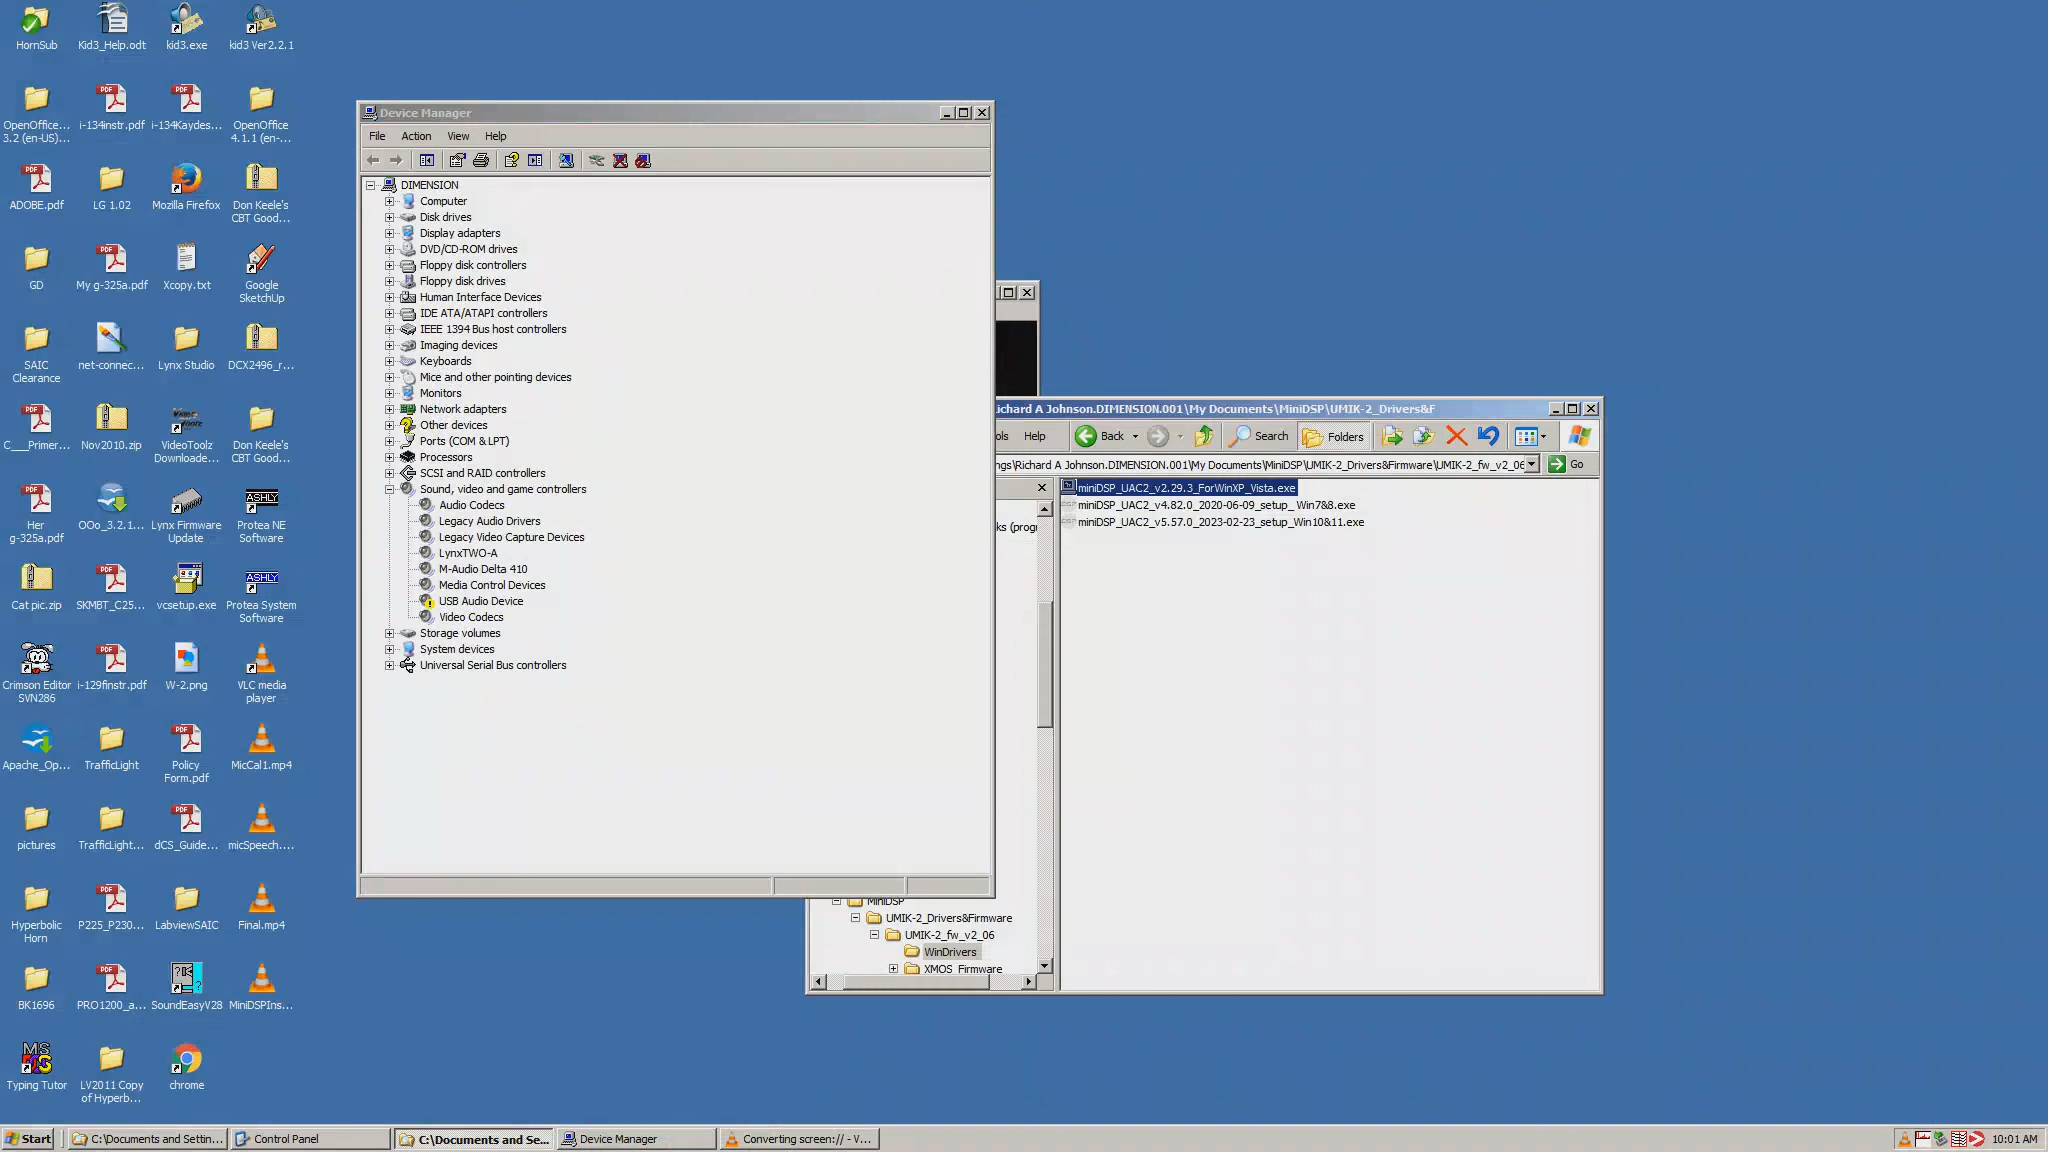 HornSub
Kid3_Help.odt
kid3.exe
kid3 Ver2.2.1
OpenOffice...
3.2 (en-US)...
i-134instr.pdf
i-134Kaydes...
OpenOffice
4.1.1 (en-...
ADOBE.pdf
LG 1.02
Mozilla Firefox
Don Keele's
CBT Good...
GD
My g-325a.pdf
Xcopy.txt
Google
SketchUp
SAIC
Clearance
net-connec...
Lynx Studio
DCX2496_r...
C___Primer...
Nov2010.zip
VideoToolz
Downloade...
Don Keele's
CBT Good...
Her
g-325a.pdf
OOo_3.2.1...
Lynx Firmware
Update
ASHLY
Protea NE
Software
Cat pic.zip
SKMBT_C25...
vcsetup.exe
ASHLY
Protea System
Software
Crimson Editor
SVN286
i-129finstr.pdf
W-2.png
VLC media
player
Apache_Op...
TrafficLight
Policy
Form.pdf
MicCal1.mp4
pictures
TrafficLight...
dCS_Guide...
micSpeech....
Hyperbolic
Horn
P225_P230...
LabviewSAIC
Final.mp4
BK1696
PRO1200_a...
SoundEasyV28
MiniDSPIns...
Typing Tutor
LV2011 Copy
of Hyperb...
chrome
Device Manager
File Action View Help
DIMENSION
Computer
Disk drives
Display adapters
DVD/CD-ROM drives
Floppy disk controllers
Floppy disk drives
Human Interface Devices
IDE ATA/ATAPI controllers
IEEE 1394 Bus host controllers
Imaging devices
Keyboards
Mice and other pointing devices
Monitors
Network adapters
Other devices
Ports (COM & LPT)
Processors
SCSI and RAID controllers
Sound, video and game controllers
Audio Codecs
Legacy Audio Drivers
Legacy Video Capture Devices
LynxTWO-A
M-Audio Delta 410
Media Control Devices
USB Audio Device
Video Codecs
Storage volumes
System devices
Universal Serial Bus controllers
ichard A Johnson.DIMENSION.001\My Documents\MiniDSP\UMIK-2_Drivers&F
ols Help Back Search Folders
ngs\Richard A Johnson.DIMENSION.001\My Documents\MiniDSP\UMIK-2_Drivers&Firmware\UMIK-2_fw_v2_06 Go
miniDSP_UAC2_v2.29.3_ForWinXP_Vista.exe
miniDSP_UAC2_v4.82.0_2020-06-09_setup_ Win7&8.exe
miniDSP_UAC2_v5.57.0_2023-02-23_setup_Win10&11.exe
ks (progr
MiniDSP
UMIK-2_Drivers&Firmware
UMIK-2_fw_v2_06
WinDrivers
XMOS_Firmware
Start
C:\Documents and Settin...
Control Panel
C:\Documents and Se...
Device Manager
Converting screen:// - V...
10:01 AM